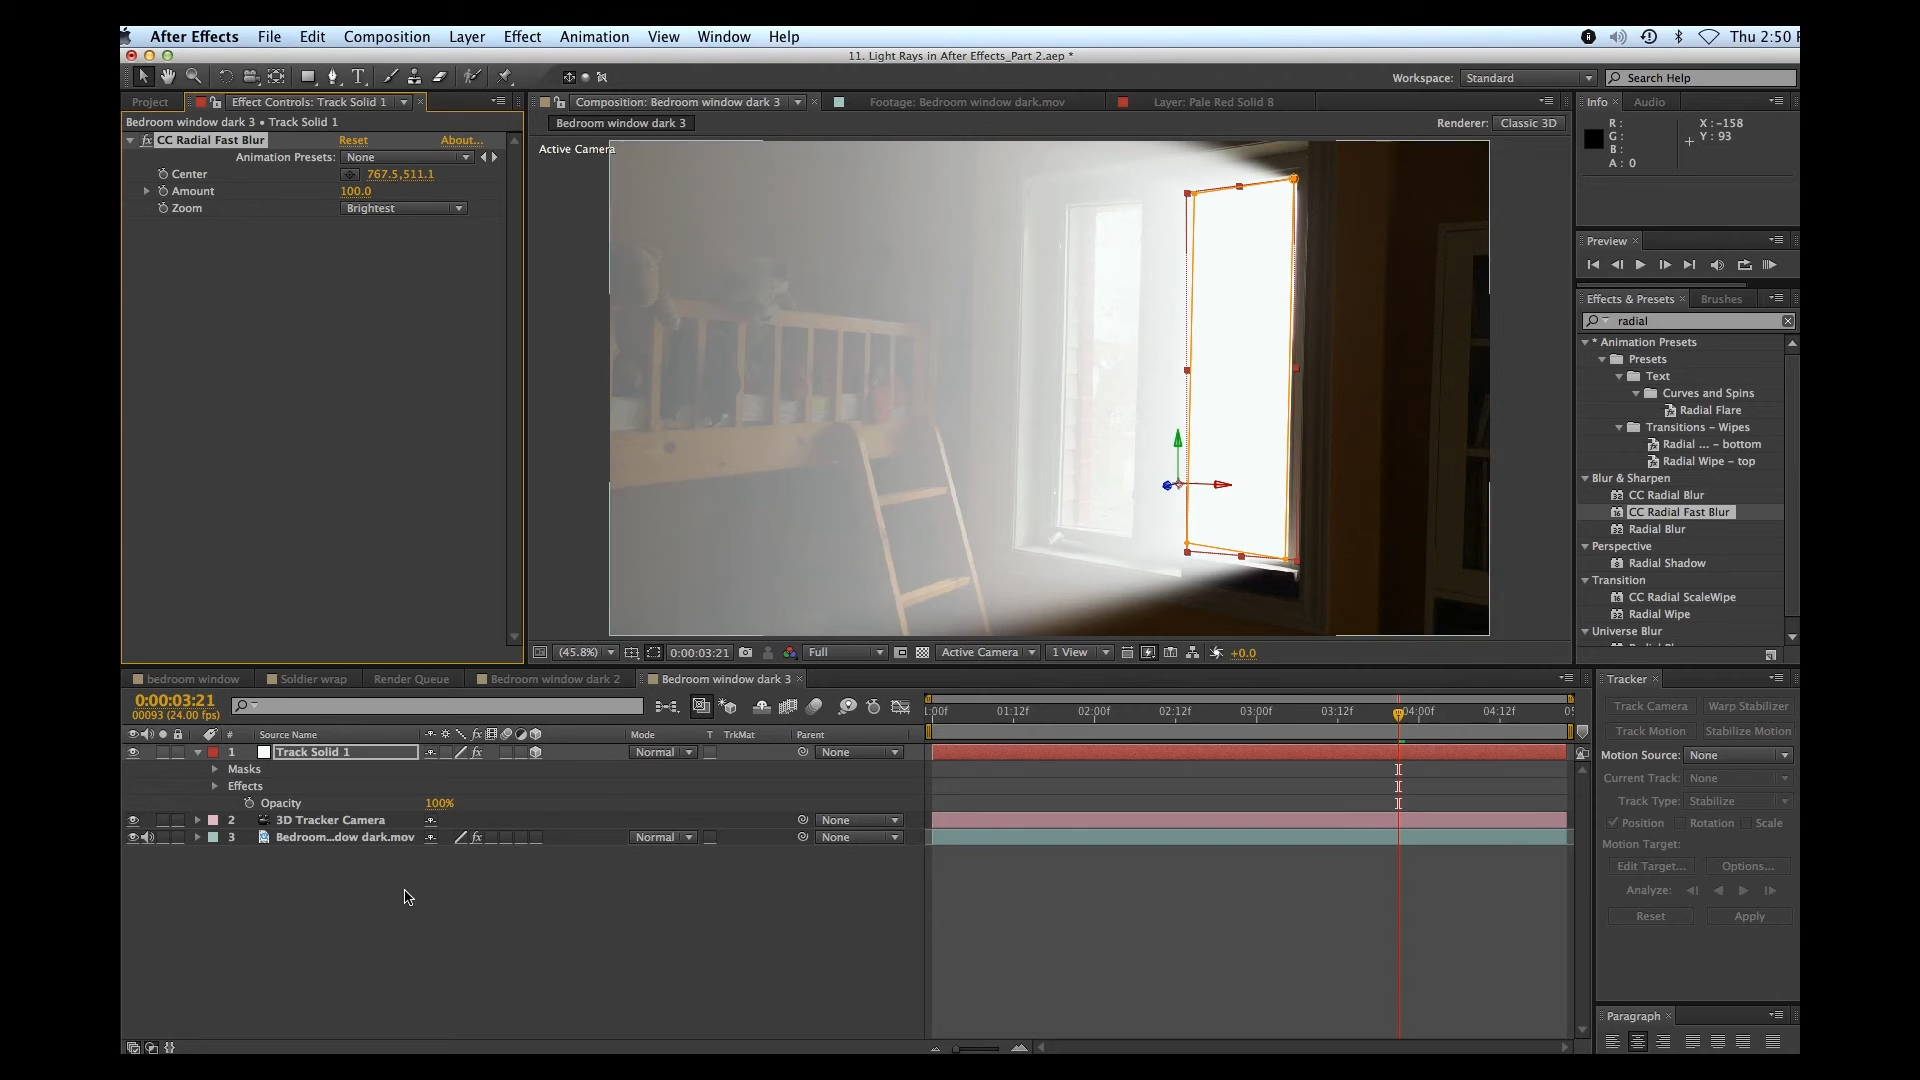 After Effects File Edit Composition Layer Effect Animation View Window Help Thu 2:50
11. Light Rays in After Effects_Part 2.aep *
T Workspace: Standard Search Help
Project Effect Controls: Track Solid 1 × Composition: Bedroom window dark 3 × Footage: Bedroom window dark.mov Layer: Pale Red Solid 8 Info × Audio
Bedroom window dark 3 • Track Solid 1
Bedroom window dark 3 Renderer: Classic 3D
R : X : -158
G : + Y : 93
B :
A : 0
fx CC Radial Fast Blur Reset About...
Animation Presets: None
Center 767.5,511.1
Amount 100.0
Zoom Brightest
Active Camera
Preview ×
Effects & Presets × Brushes
radial
* Animation Presets
Presets
Text
Curves and Spins
Radial Flare
Transitions – Wipes
Radial ... – bottom
Radial Wipe – top
Blur & Sharpen
32 CC Radial Blur
16 CC Radial Fast Blur
32 Radial Blur
Perspective
8 Radial Shadow
Transition
16 CC Radial ScaleWipe
32 Radial Wipe
Universe Blur
(45.8%) 0:00:03:21 Full Active Camera 1 View +0.0
bedroom window Soldier wrap Render Queue Bedroom window dark 2 Bedroom window dark 3 ×
0:00:03:21
00093 (24.00 fps)
:00f 01:12f 02:00f 02:12f 03:00f 03:12f 04:00f 04:12f 05
# Source Name fx Mode T TrkMat Parent
1 Track Solid 1 fx Normal None
Masks
Effects
Opacity 100%
2 3D Tracker Camera None
3 Bedroom...dow dark.mov fx Normal None
Tracker ×
Track Camera Warp Stabilizer
Track Motion Stabilize Motion
Motion Source: None
Current Track: None
Track Type: Stabilize
Position Rotation Scale
Motion Target:
Edit Target... Options...
Analyze:
Reset Apply
Paragraph ×